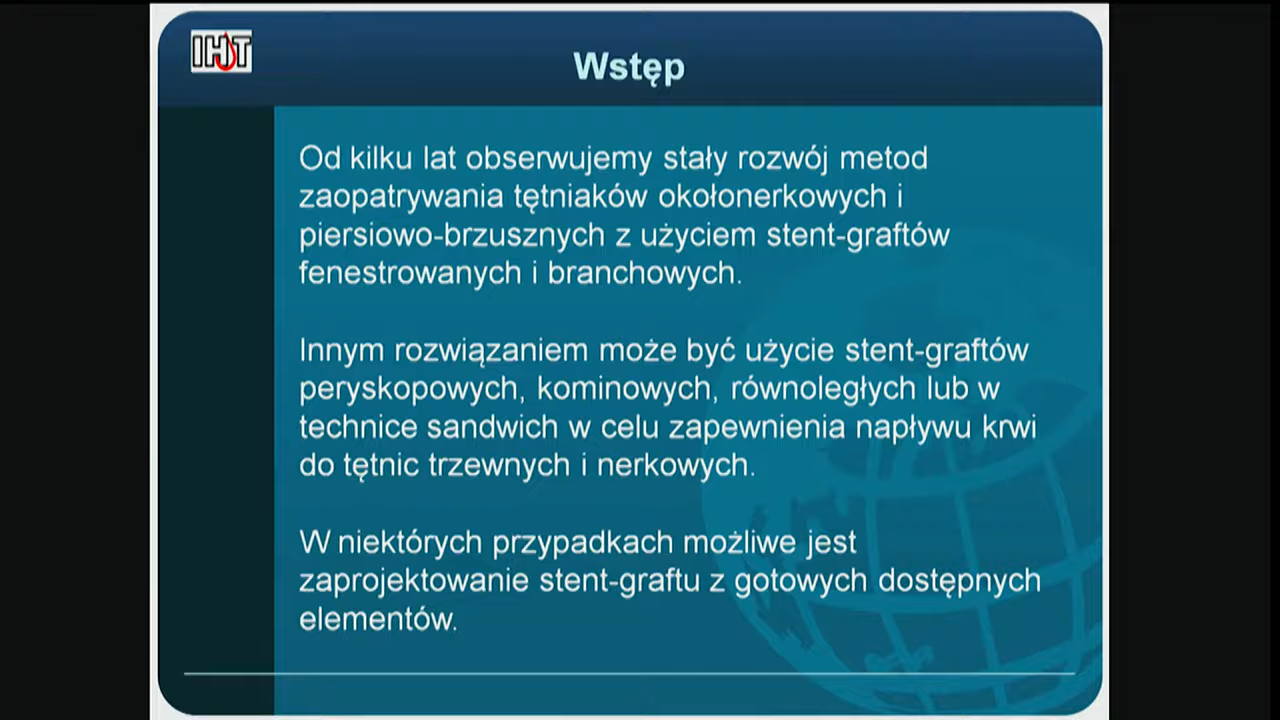 IHIT
Wstęp
Od kilku lat obserwujemy stały rozwój metod
zaopatrywania tętniaków okołonerkowych i
piersiowo-brzusznych z użyciem stent-graftów
fenestrowanych i branchowych.
Innym rozwiązaniem może być użycie stent-graftów
peryskopowych, kominowych, równoległych lub w
technice sandwich w celu zapewnienia napływu krwi
do tętnic trzewnych i nerkowych.
W niektórych przypadkach możliwe jest
zaprojektowanie stent-graftu z gotowych dostępnych
elementów.